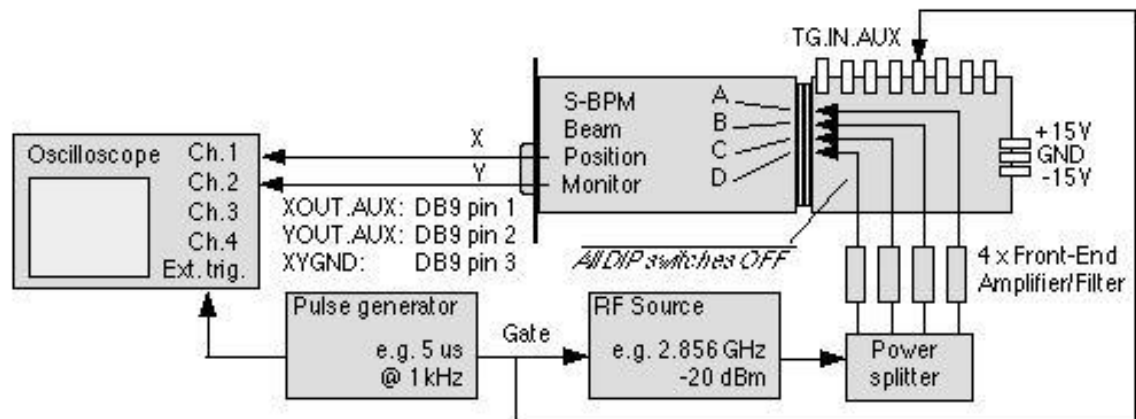 TG.IN.AUX
S-BPM
Beam
Position
Monitor
A
B
C
D
+15V
GND
-15V
Oscilloscope
Ch.1
Ch.2
Ch.3
Ch.4
Ext. trig.
X
Y
XOUT.AUX: DB9 pin 1
YOUT.AUX: DB9 pin 2
XYGND: DB9 pin 3
All DIP switches OFF
4 x Front-End
Amplifier/Filter
Pulse generator
e.g. 5 us
@ 1 kHz
Gate
RF Source
e.g. 2.856 GHz
-20 dBm
Power
splitter